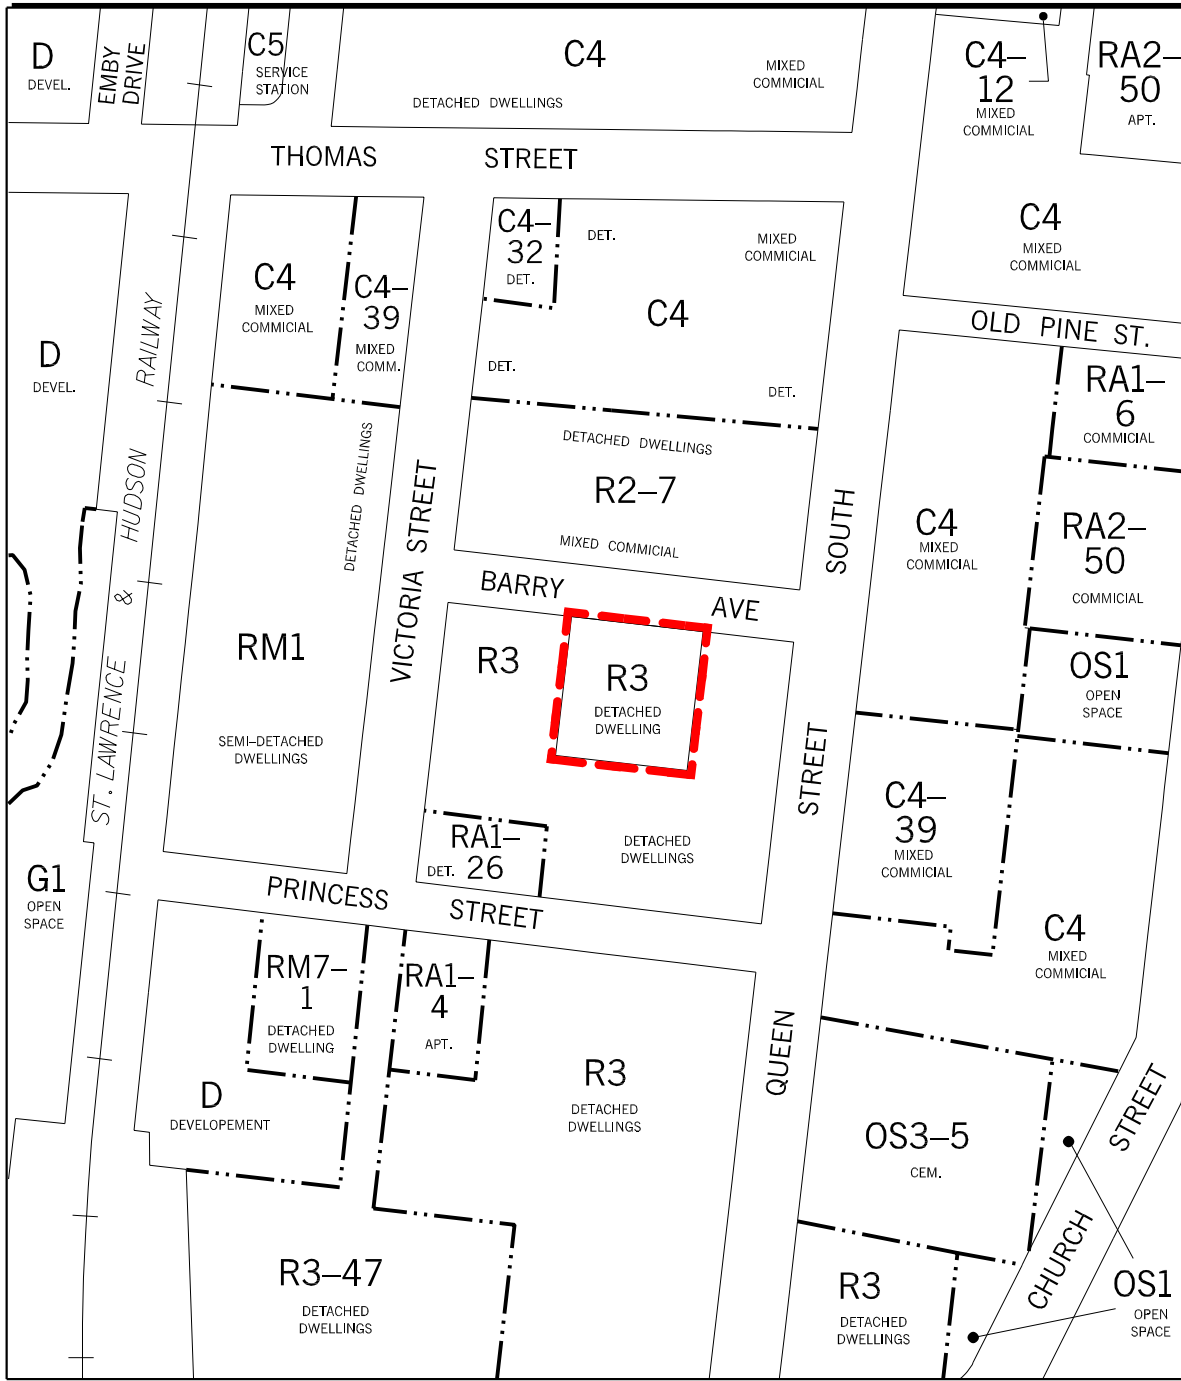 D
DEVEL.
EMBY
DRIVE
C5
SERVICE
STATION
C4
DETACHED DWELLINGS
MIXED
COMMICIAL
C4–
12
MIXED
COMMICIAL
RA2–
50
APT.
THOMAS STREET
C4
MIXED
COMMICIAL
C4–
39
MIXED
COMM.
C4–
32
DET.
DET.
MIXED
COMMICIAL
C4
DET.
DET.
C4
MIXED
COMMICIAL
OLD PINE ST.
D
DEVEL.
ST. LAWRENCE & HUDSON RAILWAY
DETACHED DWELLINGS
RM1
SEMI–DETACHED
DWELLINGS
VICTORIA STREET
DETACHED DWELLINGS
R2–7
MIXED COMMICIAL
BARRY AVE
QUEEN STREET SOUTH
C4
MIXED
COMMICIAL
RA1–
6
COMMICIAL
RA2–
50
COMMICIAL
OS1
OPEN
SPACE
R3
R3
DETACHED
DWELLING
DETACHED
DWELLINGS
RA1–
26
DET.
C4–
39
MIXED
COMMICIAL
C4
MIXED
COMMICIAL
G1
OPEN
SPACE
PRINCESS STREET
RM7–
1
DETACHED
DWELLING
D
DEVELOPEMENT
RA1–
4
APT.
R3
DETACHED
DWELLINGS
OS3–5
CEM.
CHURCH STREET
R3–47
DETACHED
DWELLINGS
R3
DETACHED
DWELLINGS
OS1
OPEN
SPACE